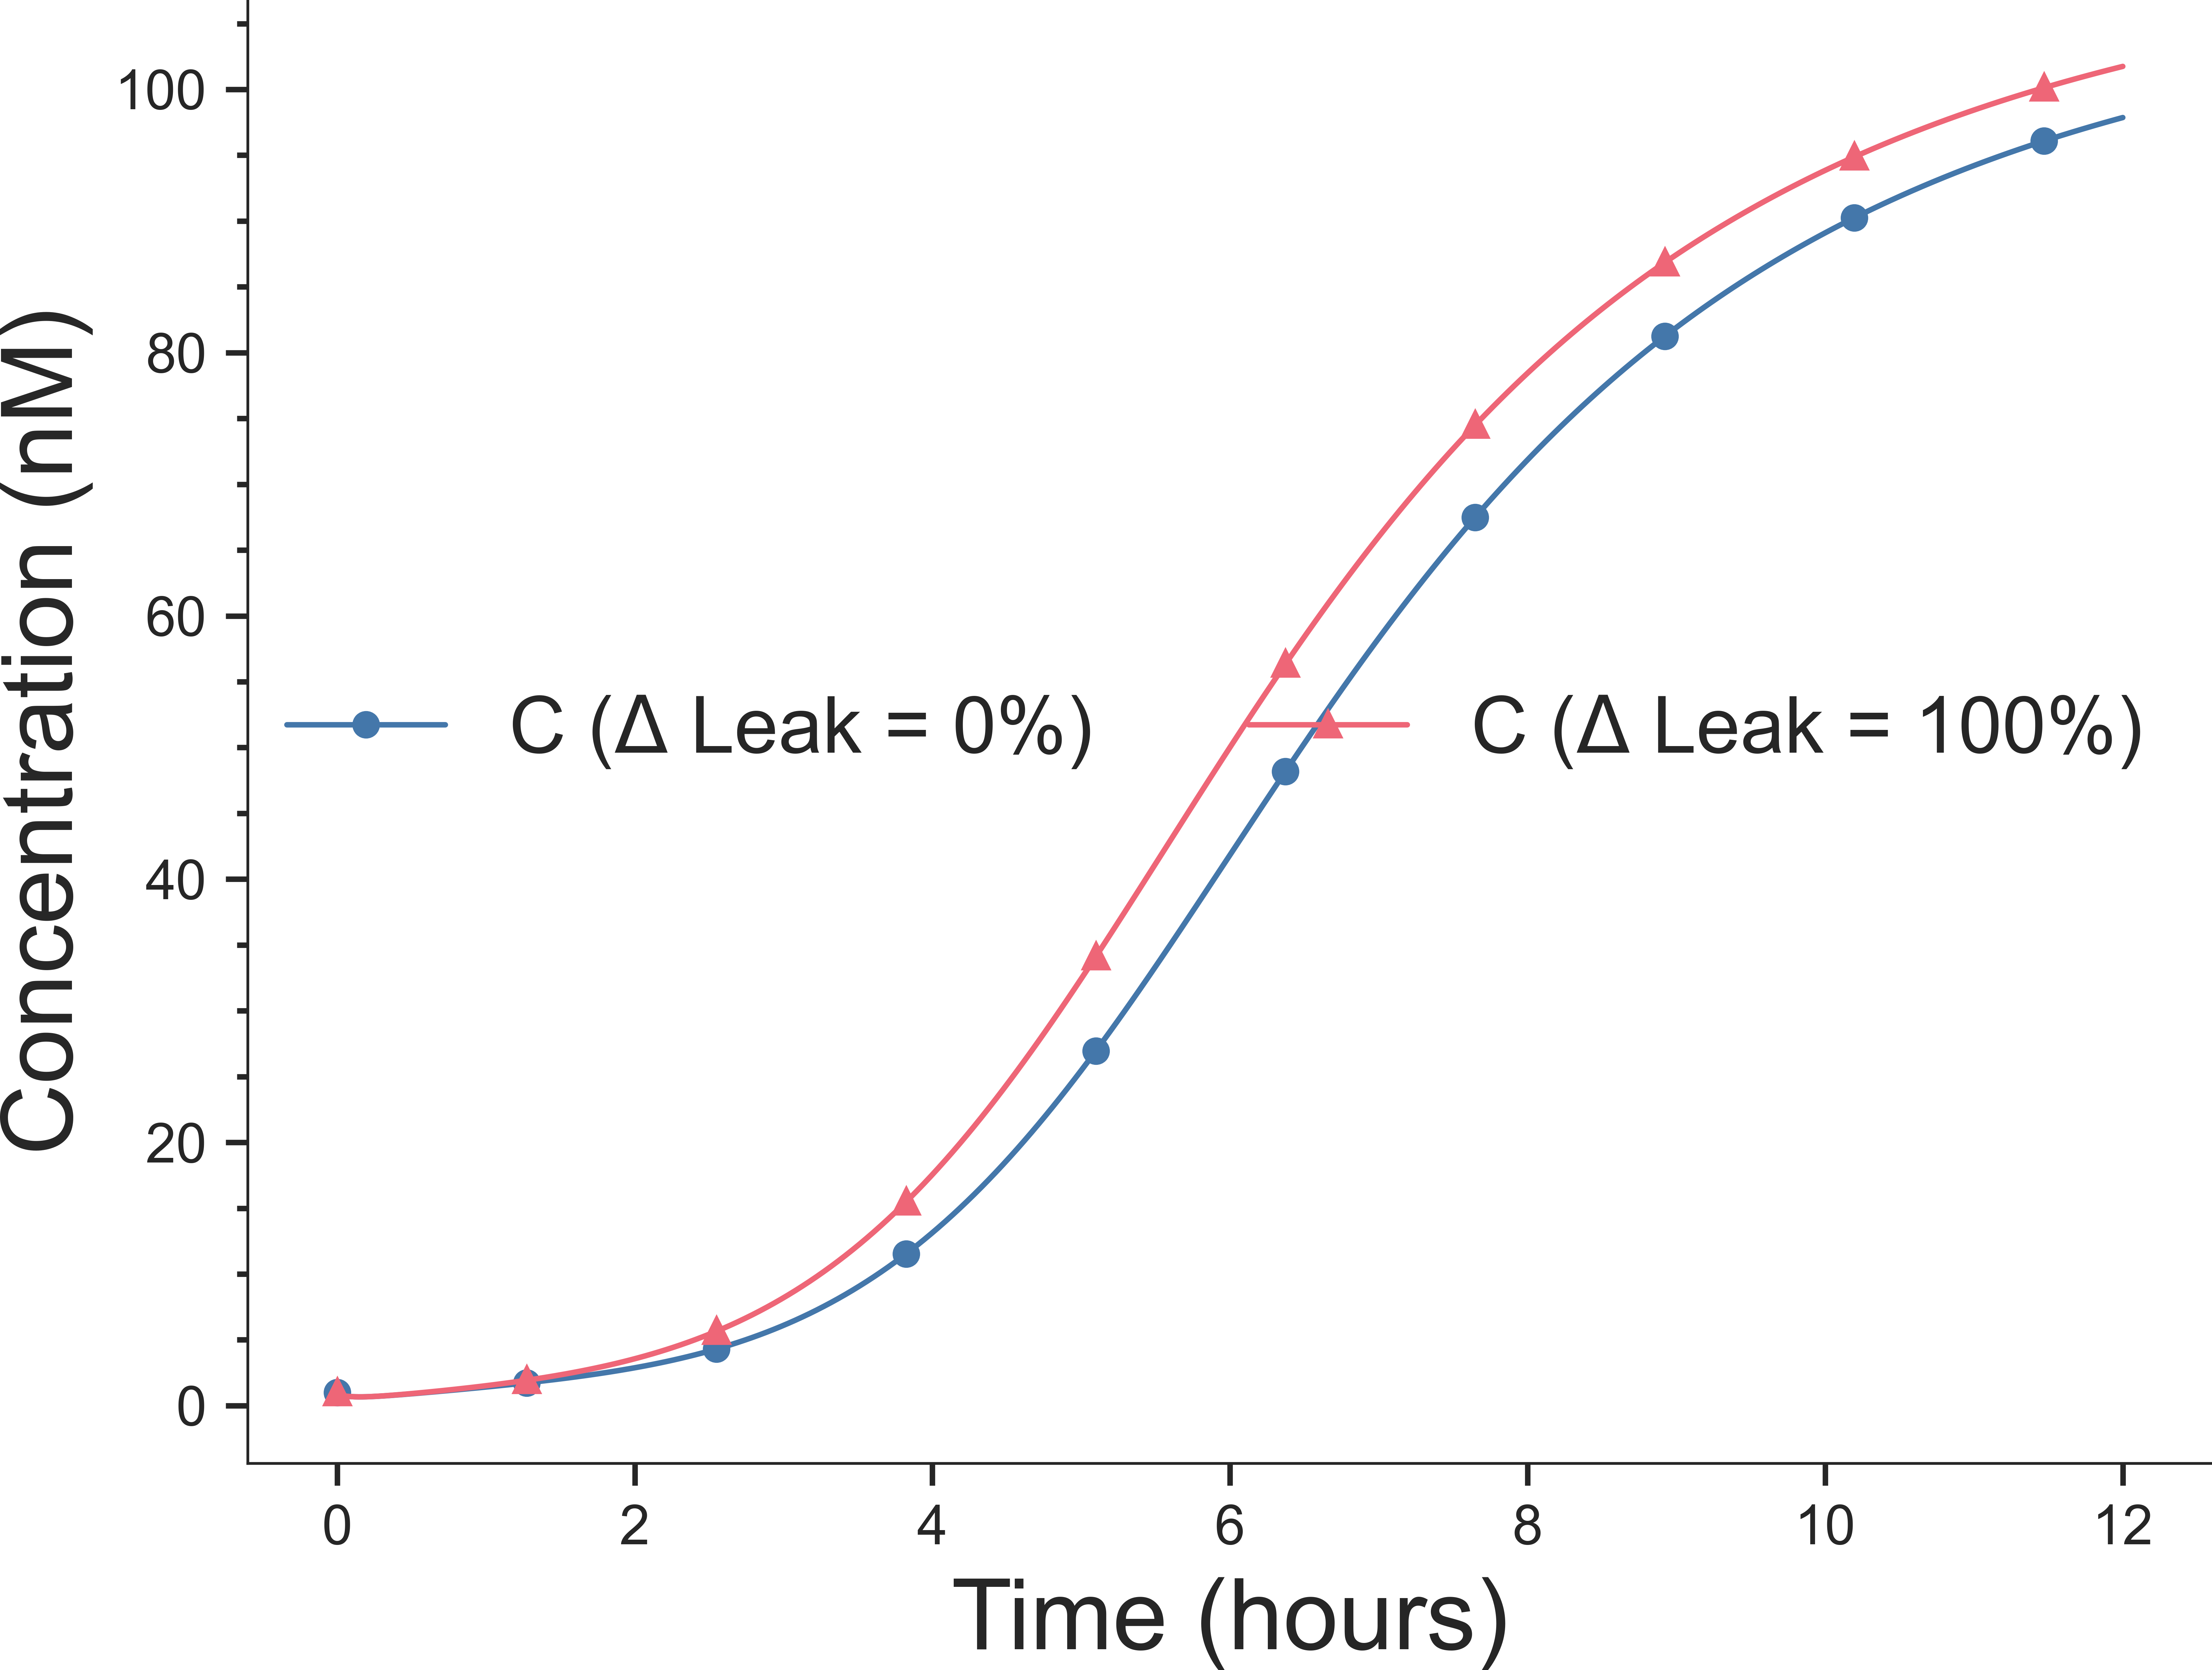 Concentration (nM)
100
80
60
40
20
0
C (Δ Leak = 0%)
C (Δ Leak = 100%)
0 2 4 6 8 10 12
Time (hours)